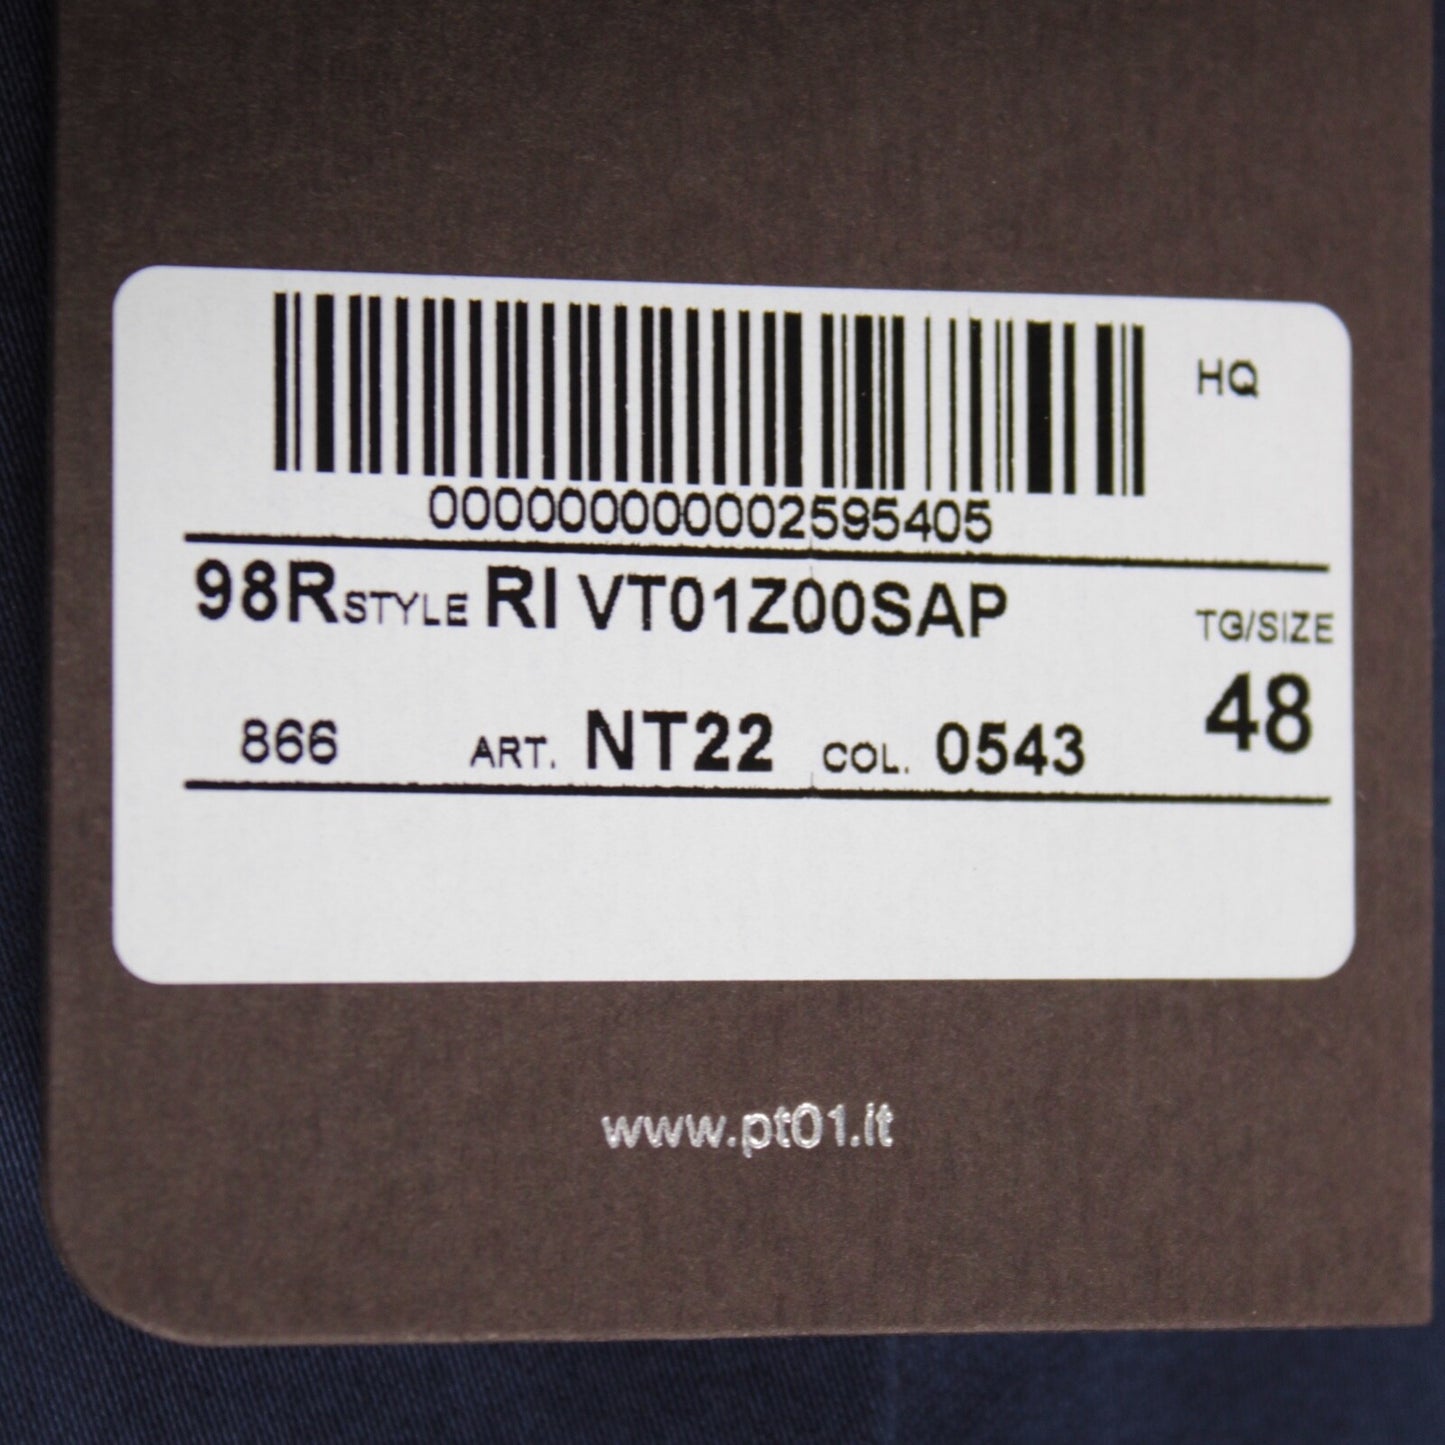 HQ
000000000002595405
98R STYLE RI VT01Z00SAP
TG/SIZE
866 ART. NT22 COL. 0543
48
www.pt01.it